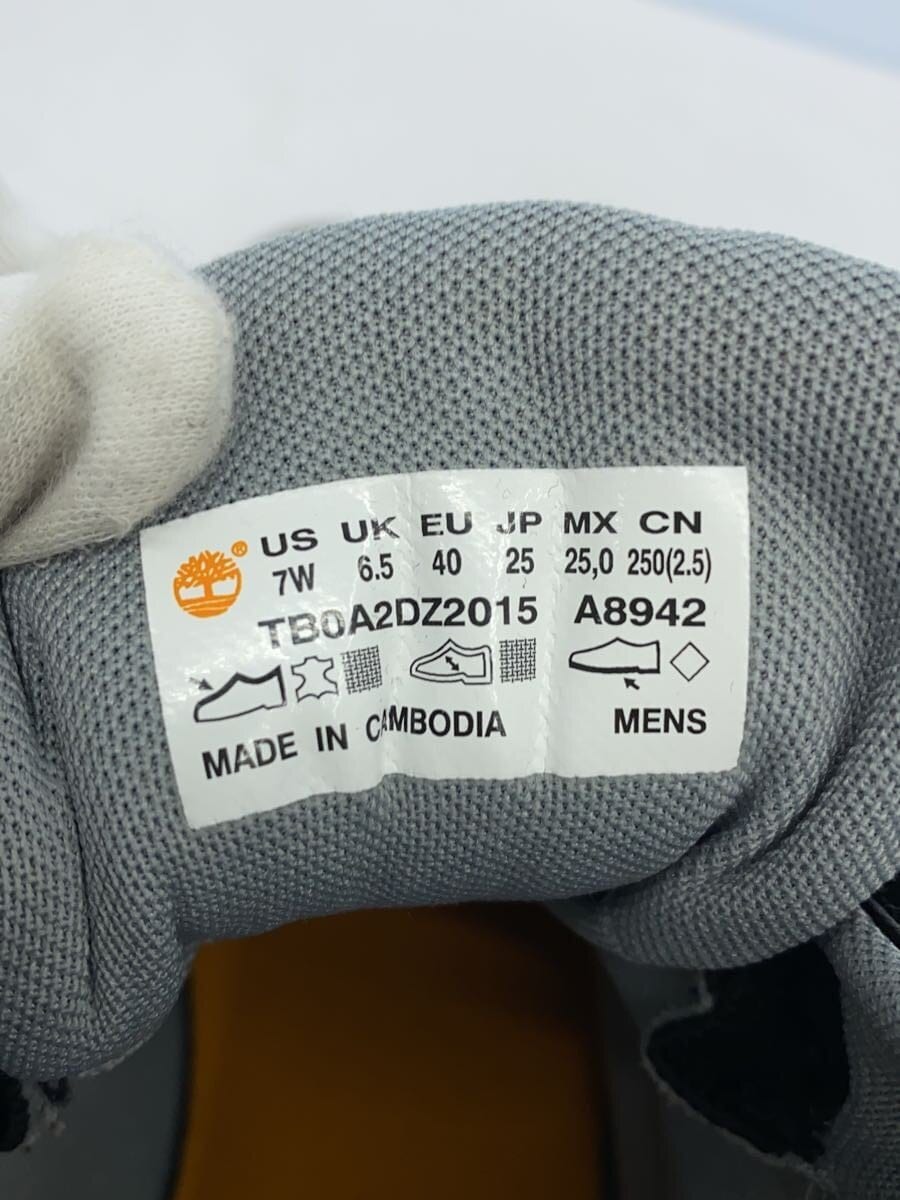 US UK EU JP MX CN
7W 6.5 40 25 25,0 250(2.5)
TB0A2DZ2015 A8942
MADE IN CAMBODIA MENS